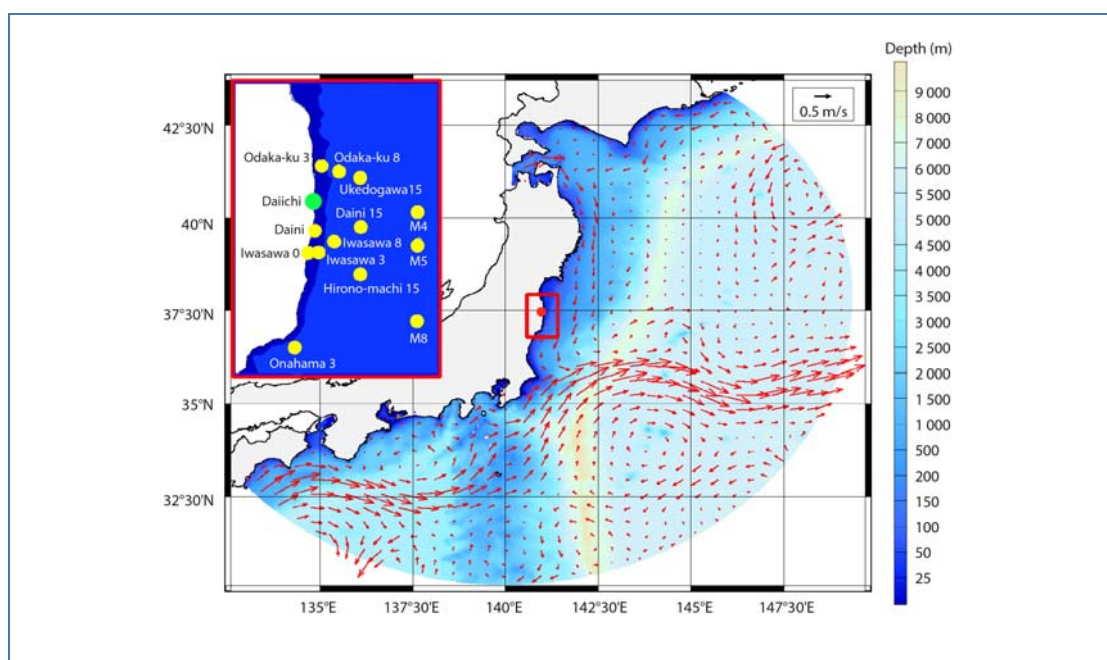 Depth (m)
0.5 m/s
9 000
8 000
7 000
6 000
5 500
5 000
4 500
4 000
3 500
3 000
2 500
2 000
1 500
1 000
500
200
150
100
50
25
42°30'N
40°N
37°30'N
35°N
32°30'N
Odaka-ku 3
Odaka-ku 8
Ukedogawa15
Daiichi
Daini 15
M4
Daini
Iwasawa 8
M5
Iwasawa 0
Iwasawa 3
Hirono-machi 15
M8
Onahama 3
135°E
137°30'E
140°E
142°30'E
145°E
147°30'E